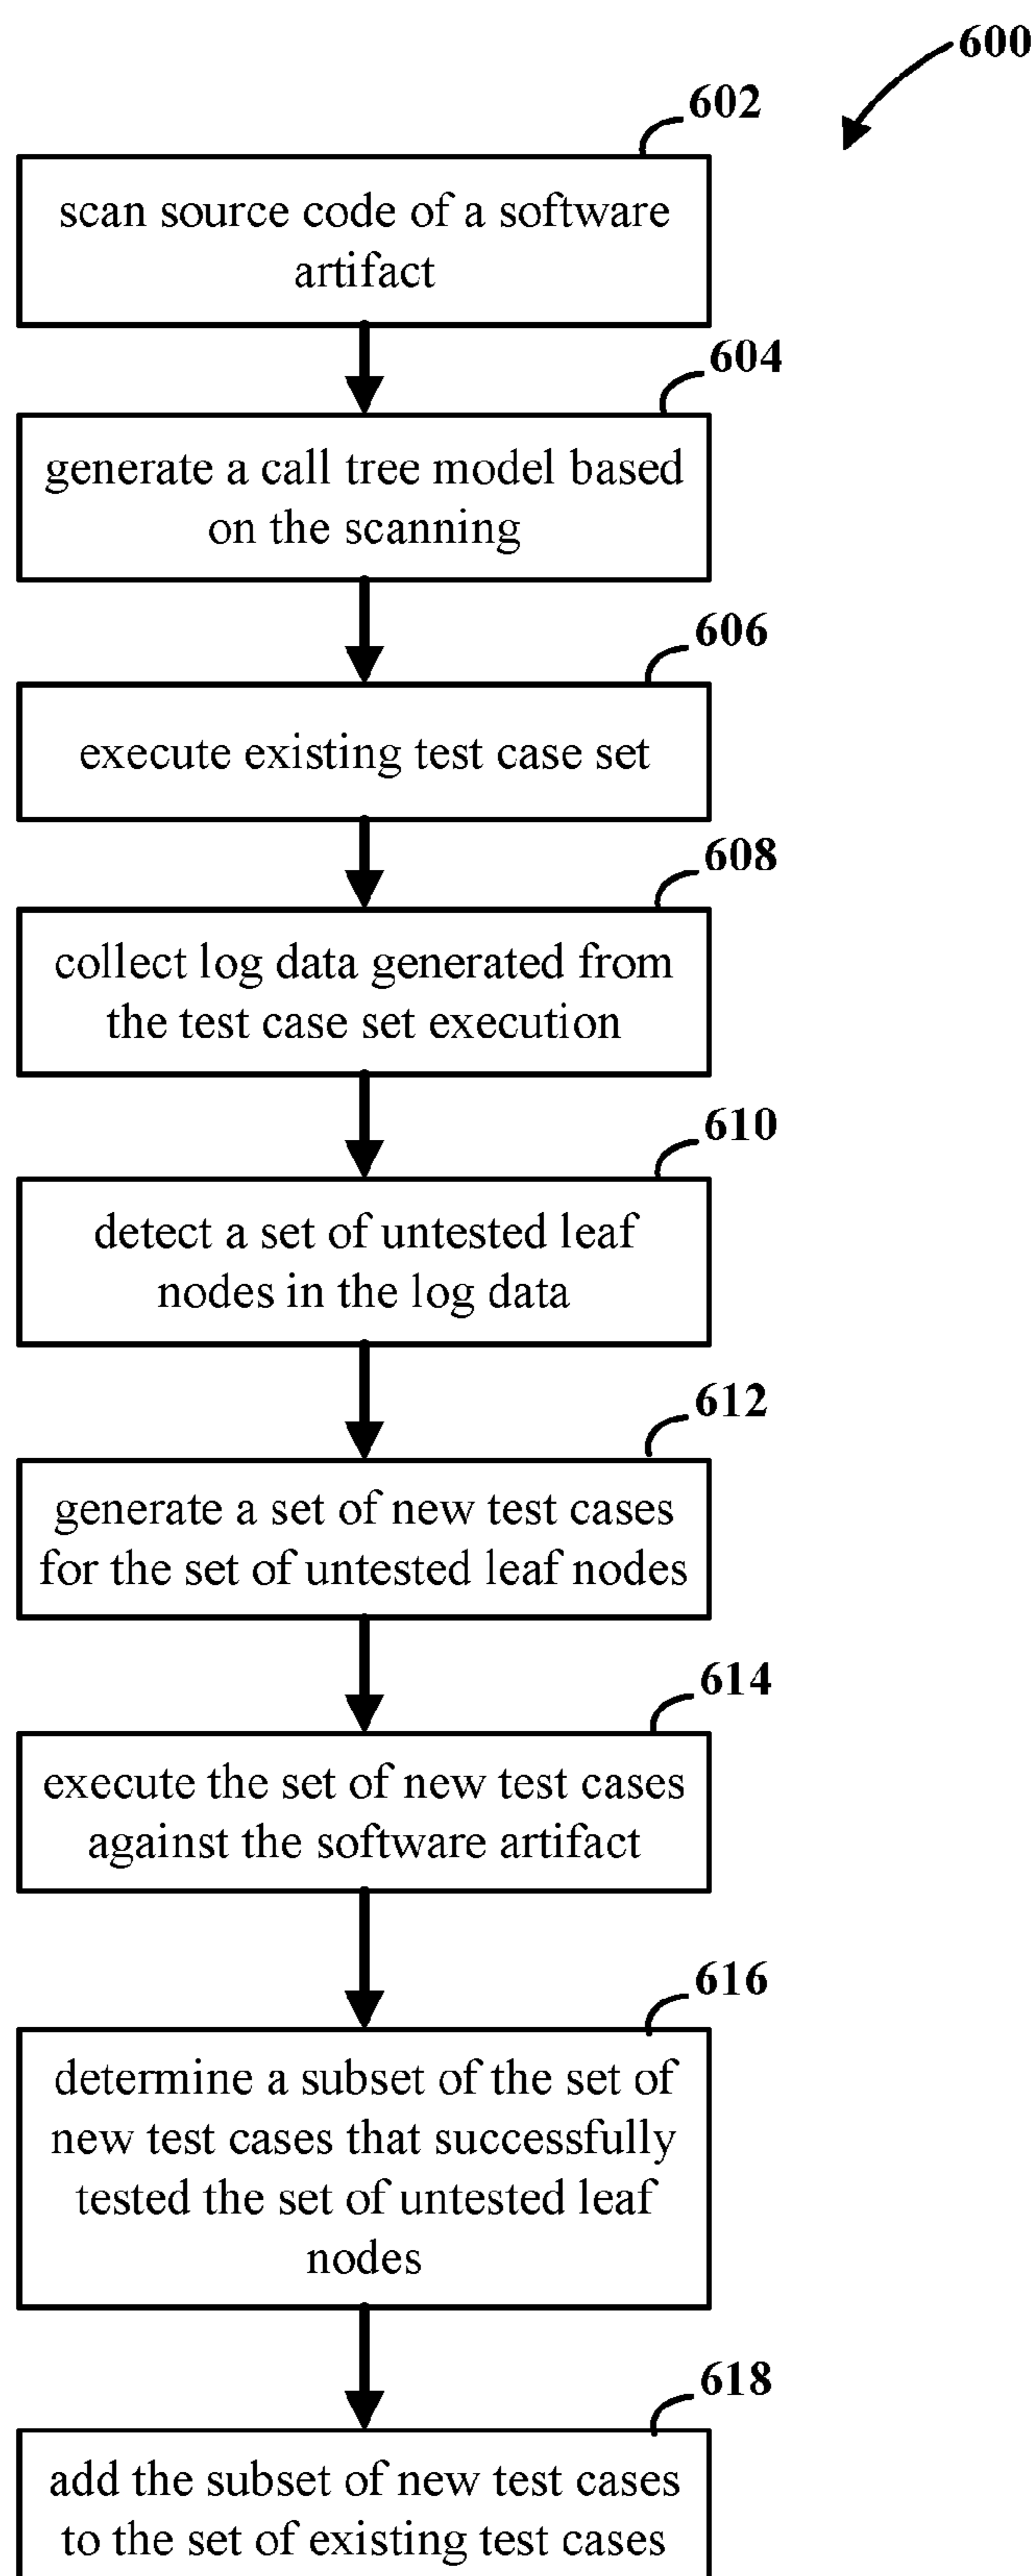 600
602
scan source code of a software
artifact
604
generate a call tree model based
on the scanning
606
execute existing test case set
608
collect log data generated from
the test case set execution
610
detect a set of untested leaf
nodes in the log data
612
generate a set of new test cases
for the set of untested leaf nodes
614
execute the set of new test cases
against the software artifact
616
determine a subset of the set of
new test cases that successfully
tested the set of untested leaf
nodes
618
add the subset of new test cases
to the set of existing test cases